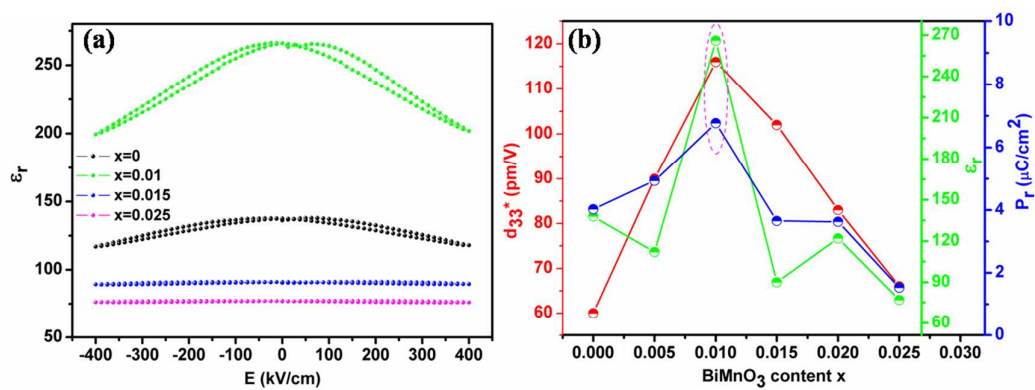 (a)
250
200
150
100
50
εr
x=0
x=0.01
x=0.015
x=0.025
-400 -300 -200 -100 0 100 200 300 400
E (kV/cm)
(b)
120
110
100
90
80
70
60
d33* (pm/V)
270
240
210
180
150
120
90
60
εr
10
8
6
4
2
0
Pr (μC/cm2)
0.000 0.005 0.010 0.015 0.020 0.025 0.030
BiMnO3 content x